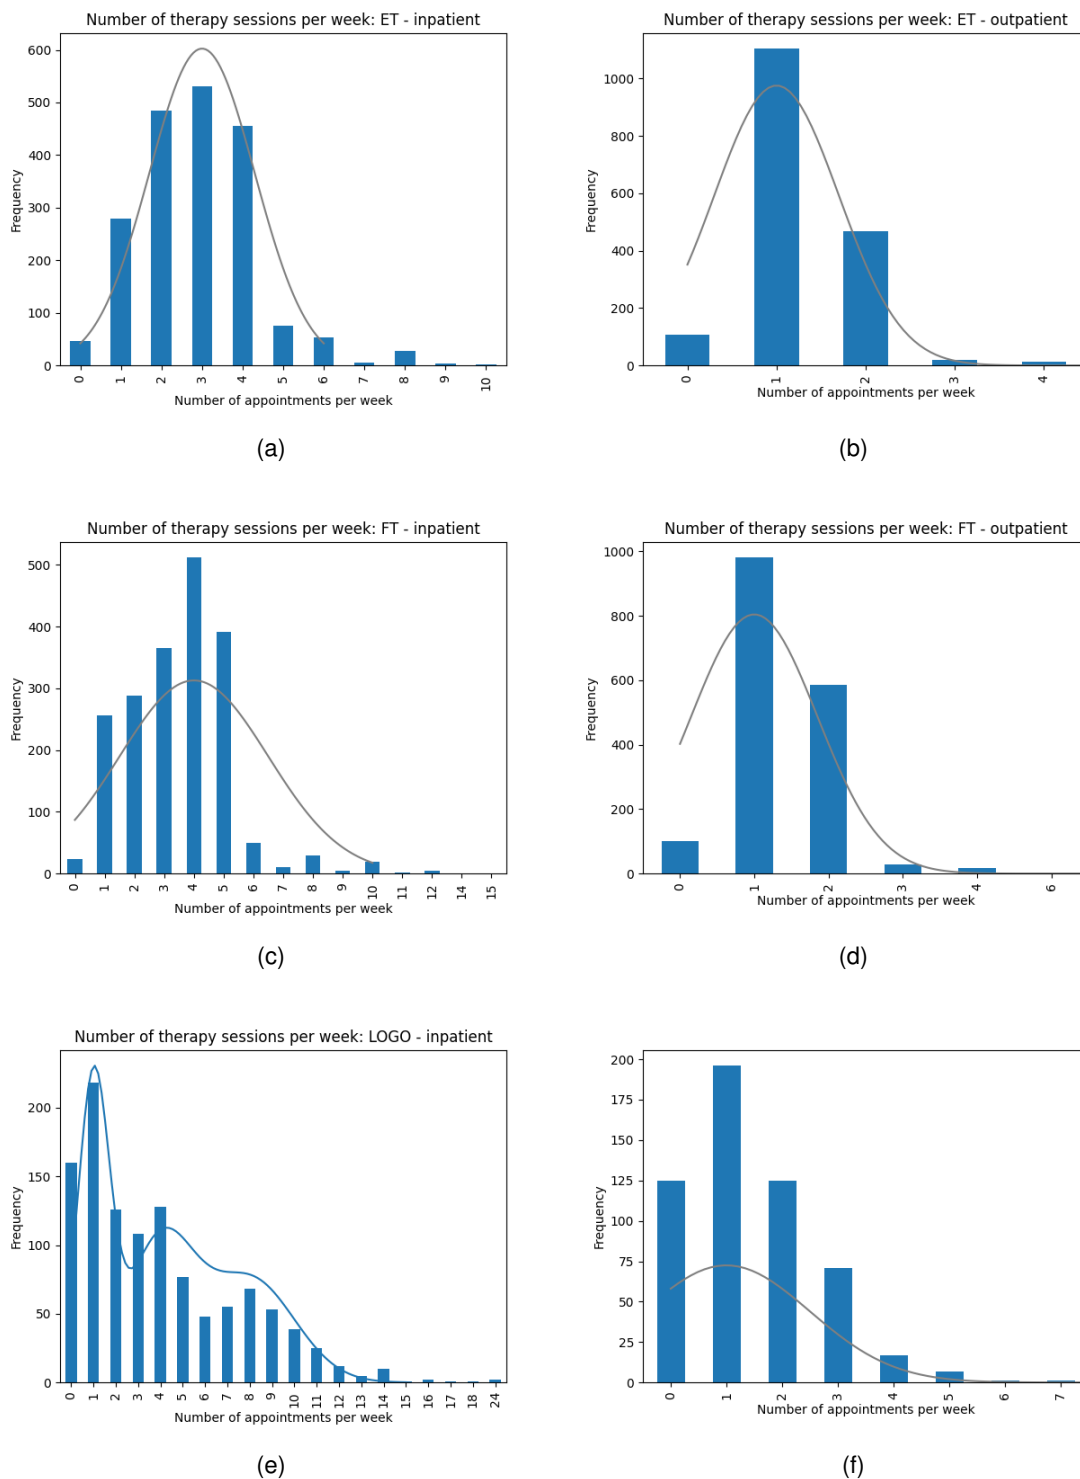 Number of therapy sessions per week: ET - inpatient
Frequency
600
500
400
300
200
100
0
0 1 2 3 4 5 6 7 8 9 10
Number of appointments per week
(a)
Number of therapy sessions per week: ET - outpatient
Frequency
1000
800
600
400
200
0
0 1 2 3 4
Number of appointments per week
(b)
Number of therapy sessions per week: FT - inpatient
Frequency
500
400
300
200
100
0
0 1 2 3 4 5 6 7 8 9 10 11 12 14 15
Number of appointments per week
(c)
Number of therapy sessions per week: FT - outpatient
Frequency
1000
800
600
400
200
0
0 1 2 3 4 6
Number of appointments per week
(d)
Number of therapy sessions per week: LOGO - inpatient
Frequency
200
150
100
50
0
0 1 2 3 4 5 6 7 8 9 10 11 12 13 14 15 16 17 18 24
Number of appointments per week
(e)
Frequency
200
175
150
125
100
75
50
25
0
0 1 2 3 4 5 6 7
Number of appointments per week
(f)